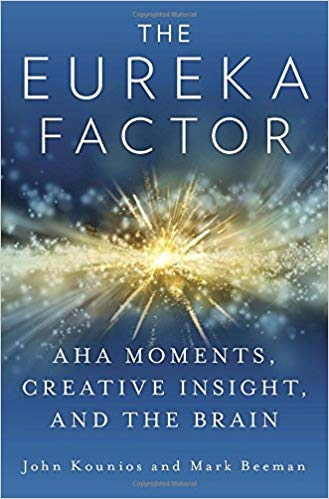 THE
EUREKA
FACTOR
AHA MOMENTS,
CREATIVE INSIGHT,
AND THE BRAIN
John Kounios and Mark Beeman